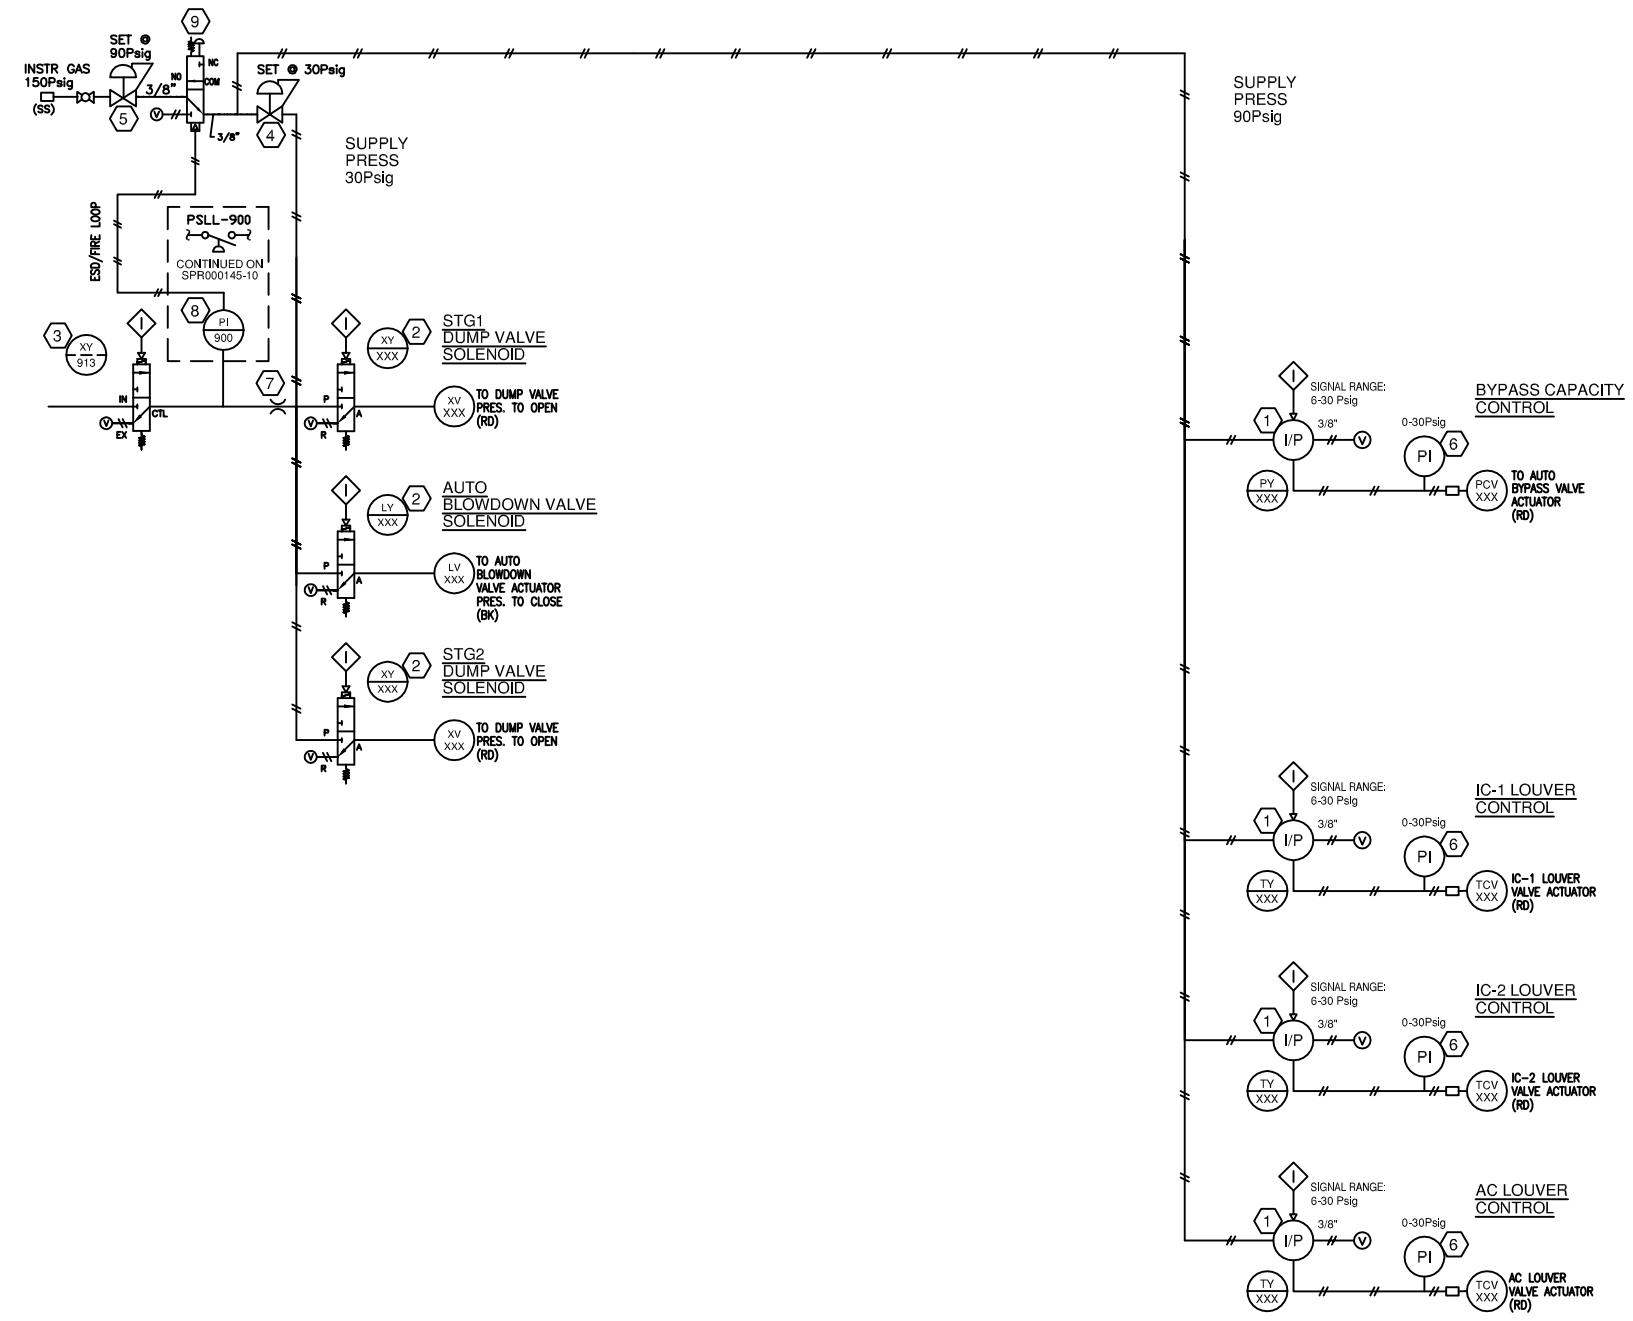 9
SET @
90Psig
INSTR GAS
150Psig
(SS)
3/8"
NO
NC
COM
V
5
3/8"
SET @ 30Psig
4
SUPPLY
PRESS
30Psig
SUPPLY
PRESS
90Psig
ESD/FIRE LOOP
PSLL-900
CONTINUED ON
SPR000145-10
8
PI
900
3
XY
913
I
IN
CTL
V
EX
7
I
XY
XXX
2
STG1
DUMP VALVE
SOLENOID
P
A
V
R
XV
XXX
TO DUMP VALVE
PRES. TO OPEN
(RD)
I
LY
XXX
2
AUTO
BLOWDOWN VALVE
SOLENOID
P
A
V
R
LV
XXX
TO AUTO
BLOWDOWN
VALVE ACTUATOR
PRES. TO CLOSE
(BK)
I
XY
XXX
2
STG2
DUMP VALVE
SOLENOID
P
A
V
R
XV
XXX
TO DUMP VALVE
PRES. TO OPEN
(RD)
I
SIGNAL RANGE:
6-30 Psig
1
I/P
3/8"
V
0-30Psig
PI
6
BYPASS CAPACITY
CONTROL
PY
XXX
PCV
XXX
TO AUTO
BYPASS VALVE
ACTUATOR
(RD)
I
SIGNAL RANGE:
6-30 Psig
1
I/P
3/8"
V
0-30Psig
PI
6
IC-1 LOUVER
CONTROL
TY
XXX
TCV
XXX
IC-1 LOUVER
VALVE ACTUATOR
(RD)
I
SIGNAL RANGE:
6-30 Psig
1
I/P
3/8"
V
0-30Psig
PI
6
IC-2 LOUVER
CONTROL
TY
XXX
TCV
XXX
IC-2 LOUVER
VALVE ACTUATOR
(RD)
I
SIGNAL RANGE:
6-30 Psig
1
I/P
3/8"
V
0-30Psig
PI
6
AC LOUVER
CONTROL
TY
XXX
TCV
XXX
AC LOUVER
VALVE ACTUATOR
(RD)